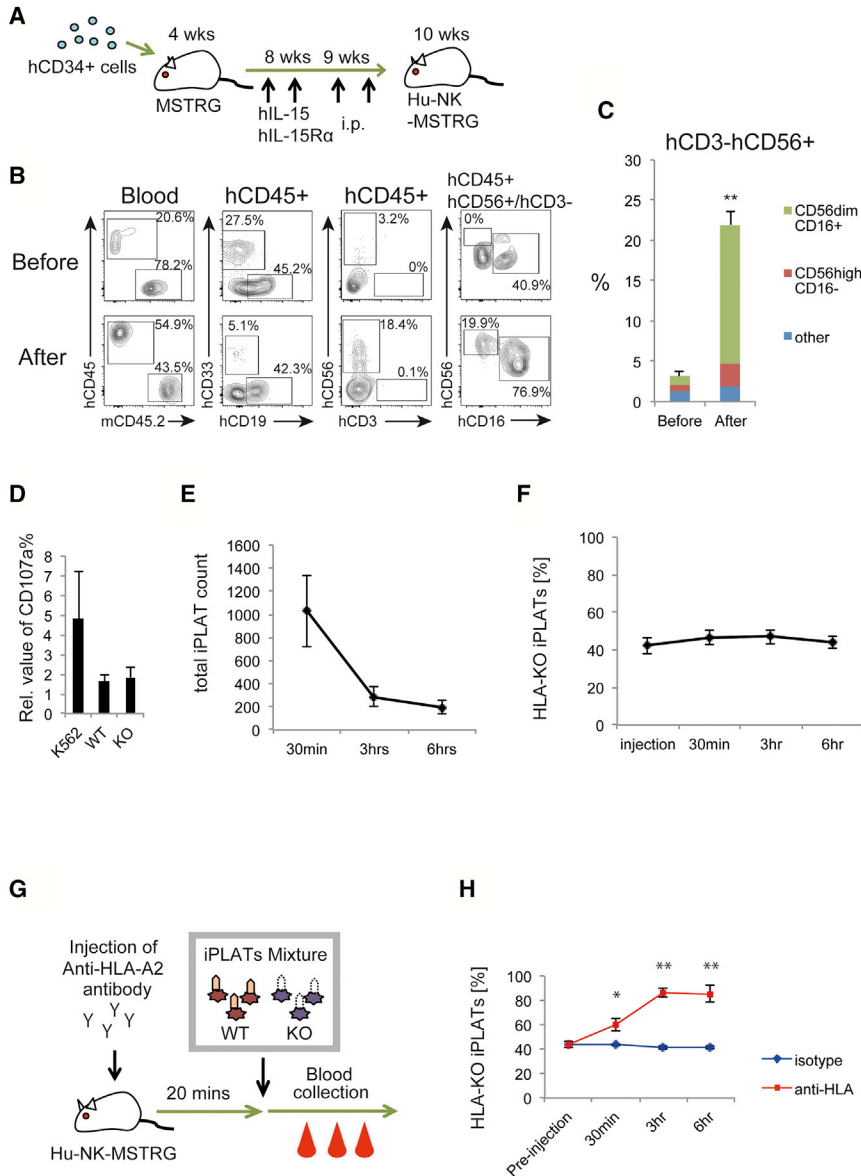 A
4 wks
8 wks
9 wks
10 wks
hCD34+ cells
MSTRG
hIL-15
hIL-15Rα
i.p.
Hu-NK
-MSTRG
B
Blood
hCD45+
hCD45+
hCD45+
hCD56+/hCD3-
Before
20.6%
78.2%
27.5%
45.2%
3.2%
0%
0%
40.9%
After
54.9%
43.5%
5.1%
42.3%
18.4%
0.1%
19.9%
76.9%
hCD45
hCD33
hCD56
hCD56
mCD45.2
hCD19
hCD3
hCD16
C
hCD3-hCD56+
30
25
20
15
10
5
0
%
**
Before
After
CD56dim
CD16+
CD56high
CD16-
other
D
Rel. value of CD107a%
8
7
6
5
4
3
2
1
0
K562
WT
KO
E
total iPLAT count
1600
1400
1200
1000
800
600
400
200
0
30min
3hrs
6hrs
F
HLA-KO iPLATs [%]
100
80
60
40
20
0
injection
30min
3hr
6hr
G
Injection of
Anti-HLA-A2
antibody
Y Y Y Y
iPLATs Mixture
WT
KO
20 mins
Blood
collection
Hu-NK-MSTRG
H
HLA-KO iPLATs [%]
100
80
60
40
20
0
*
**
**
Pre-injection
30min
3hr
6hr
isotype
anti-HLA